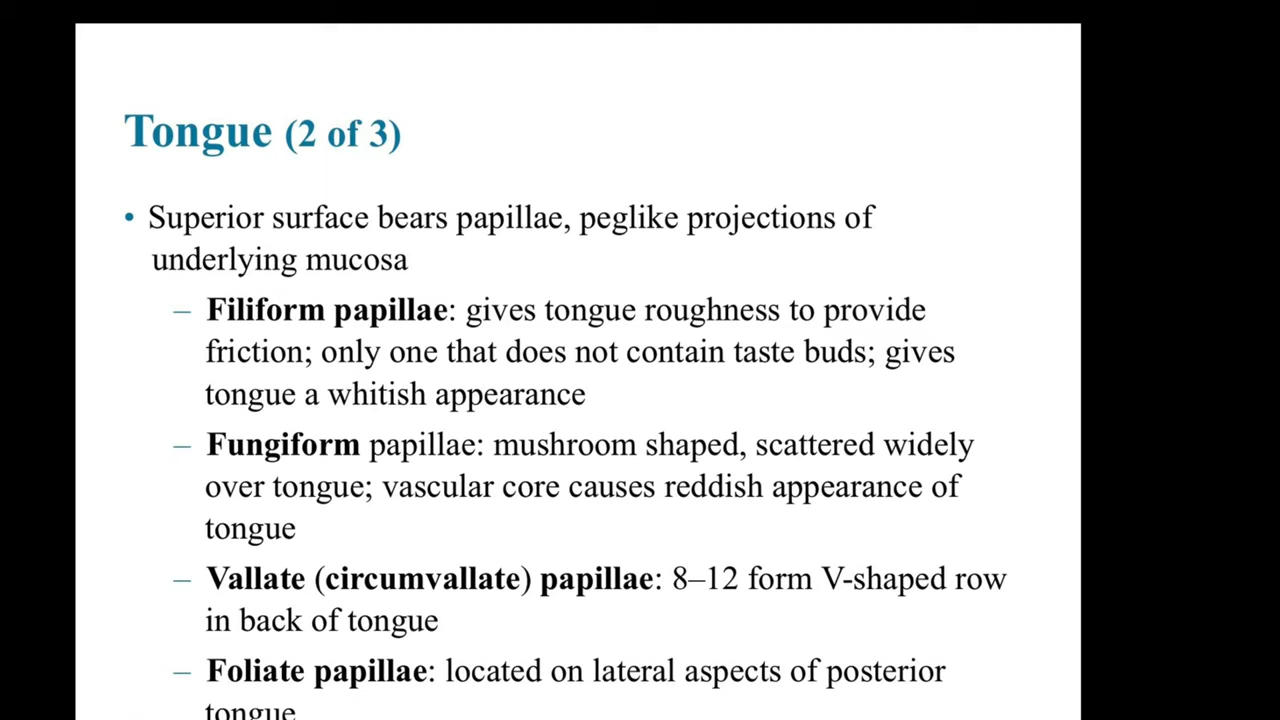 Tongue (2 of 3)
• Superior surface bears papillae, peglike projections of
underlying mucosa
– Filiform papillae: gives tongue roughness to provide
friction; only one that does not contain taste buds; gives
tongue a whitish appearance
– Fungiform papillae: mushroom shaped, scattered widely
over tongue; vascular core causes reddish appearance of
tongue
– Vallate (circumvallate) papillae: 8–12 form V-shaped row
in back of tongue
– Foliate papillae: located on lateral aspects of posterior
tongue